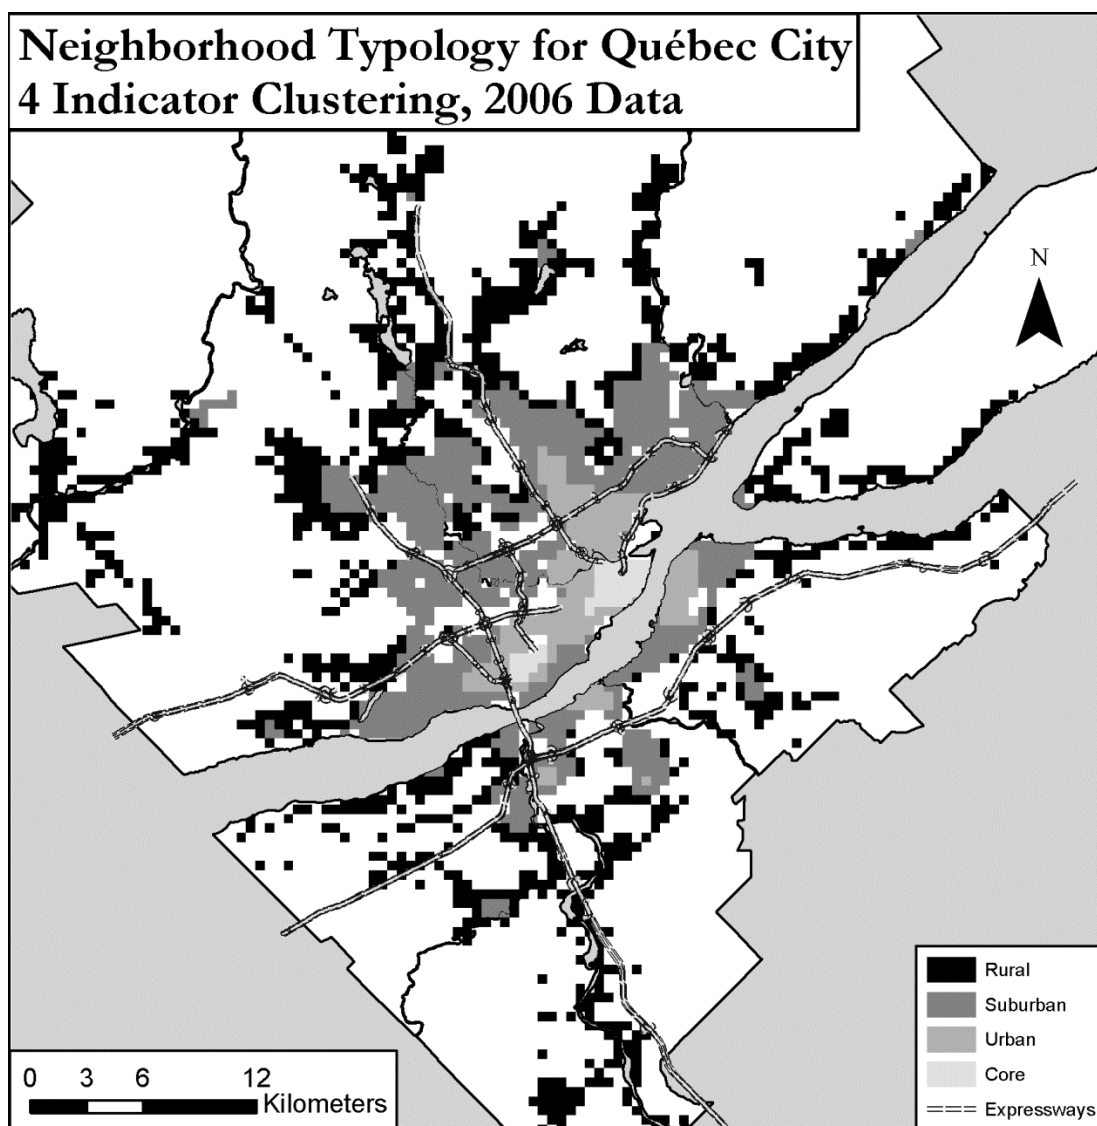 Neighborhood Typology for Québec City
4 Indicator Clustering, 2006 Data
N
Rural
Suburban
Urban
Core
Expressways
0 3 6 12
Kilometers